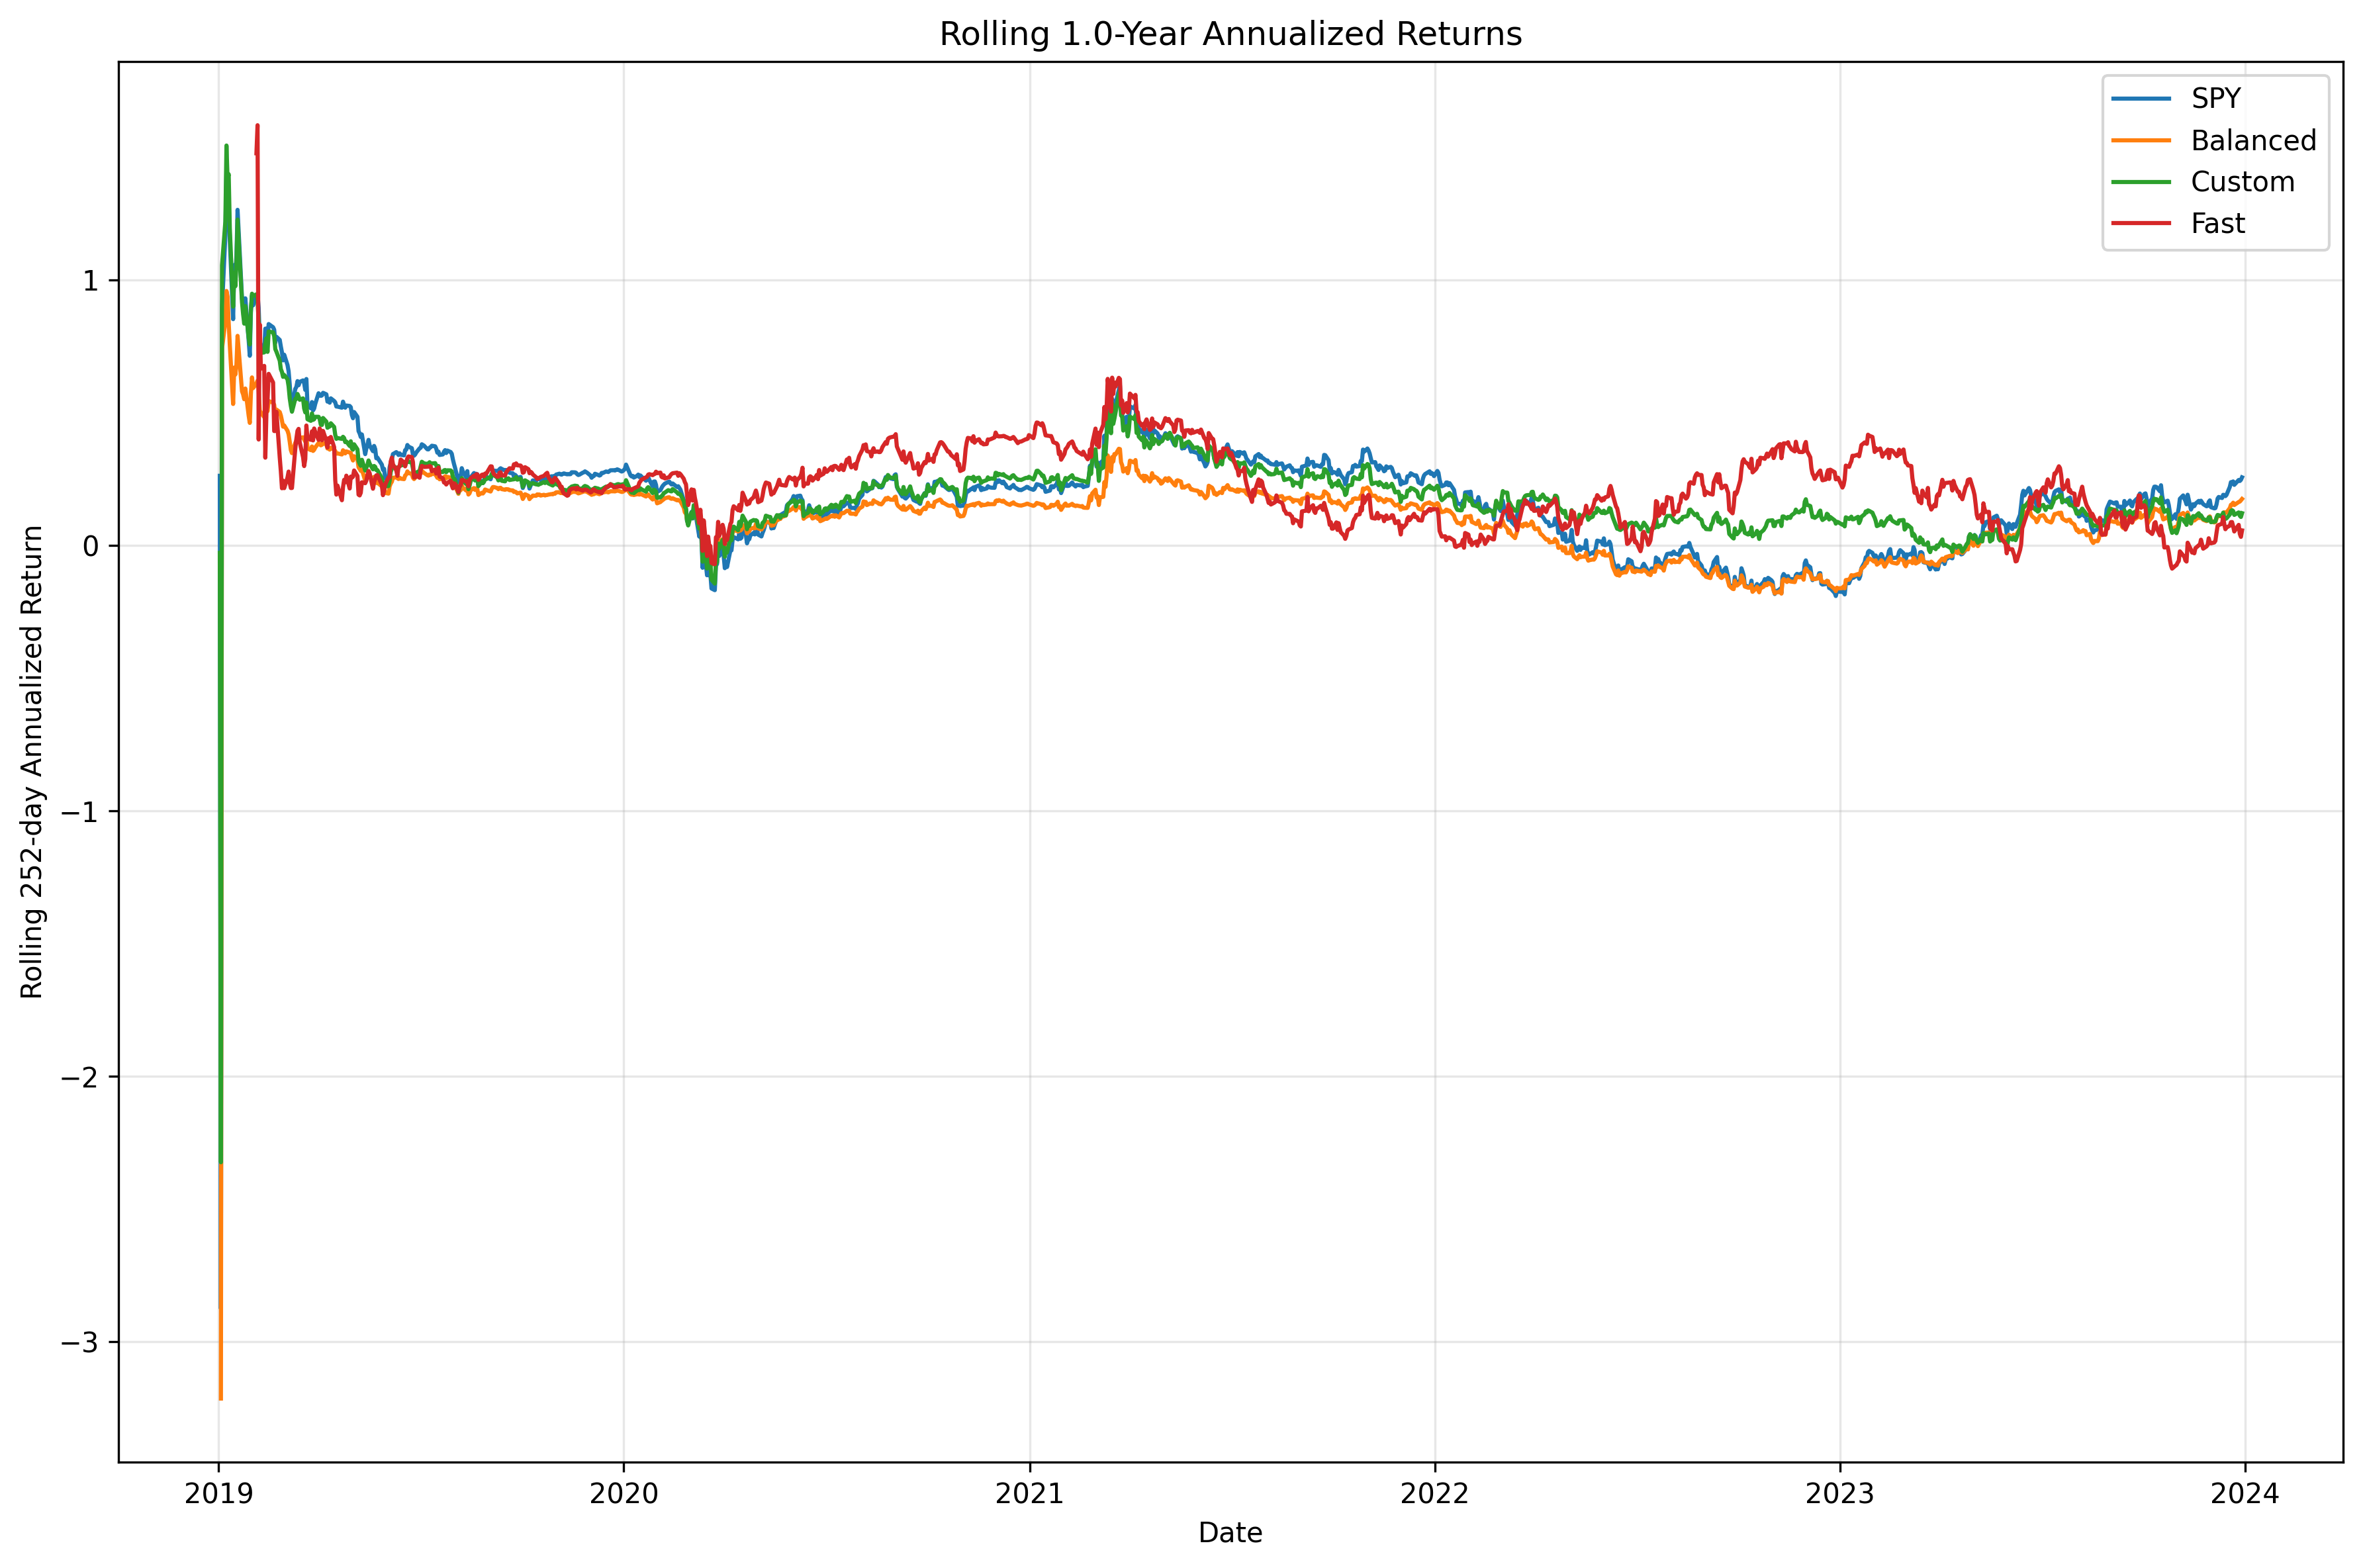 Rolling 1.0-Year Annualized Returns
SPY
Balanced
Custom
Fast
Rolling 252-day Annualized Return
1
0
−1
−2
−3
2019
2020
2021
2022
2023
2024
Date